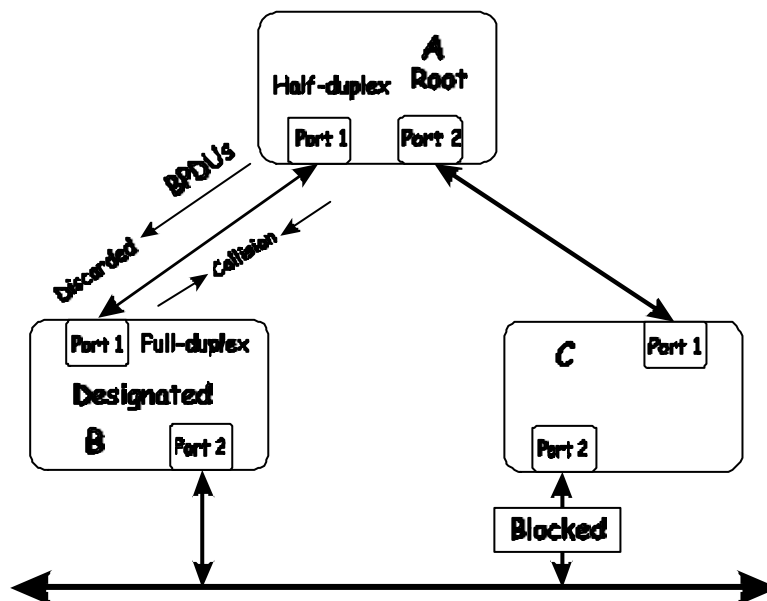 A
Half-duplex Root
Port 1 Port 2
BPDUs
Discarded
Collision
Port 1 Full-duplex
Designated
B
Port 2
C
Port 1
Port 2
Blocked